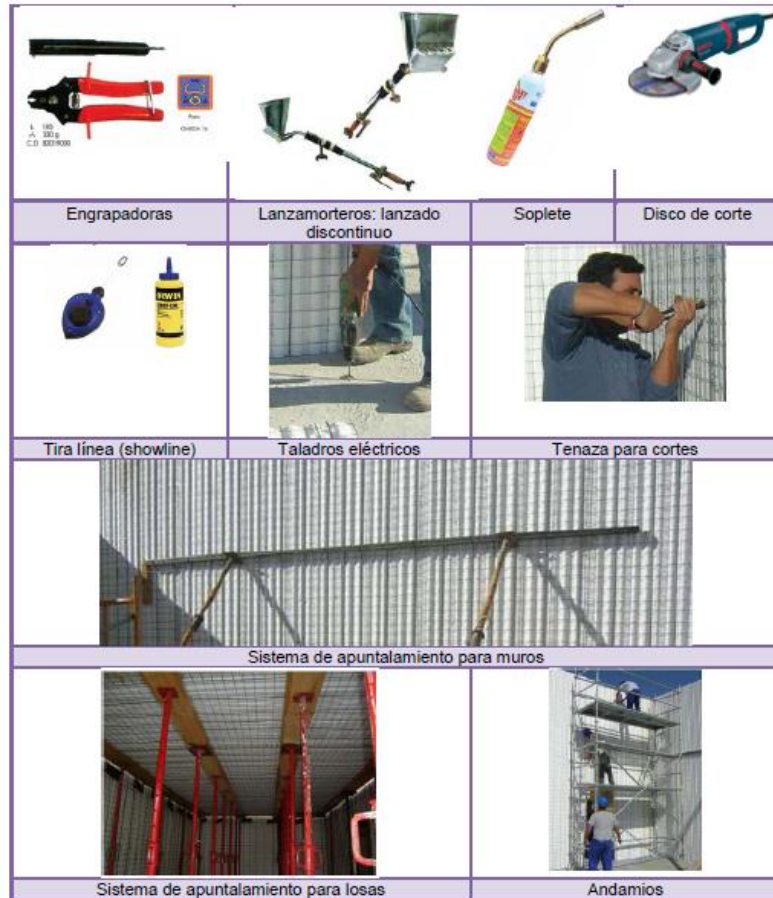 Engrapadoras
Lanzamorteros: lanzado
discontinuo
Soplete
Disco de corte
IRWIN
Tira línea (showline)
Taladros eléctricos
Tenaza para cortes
Sistema de apuntalamiento para muros
Sistema de apuntalamiento para losas
Andamios